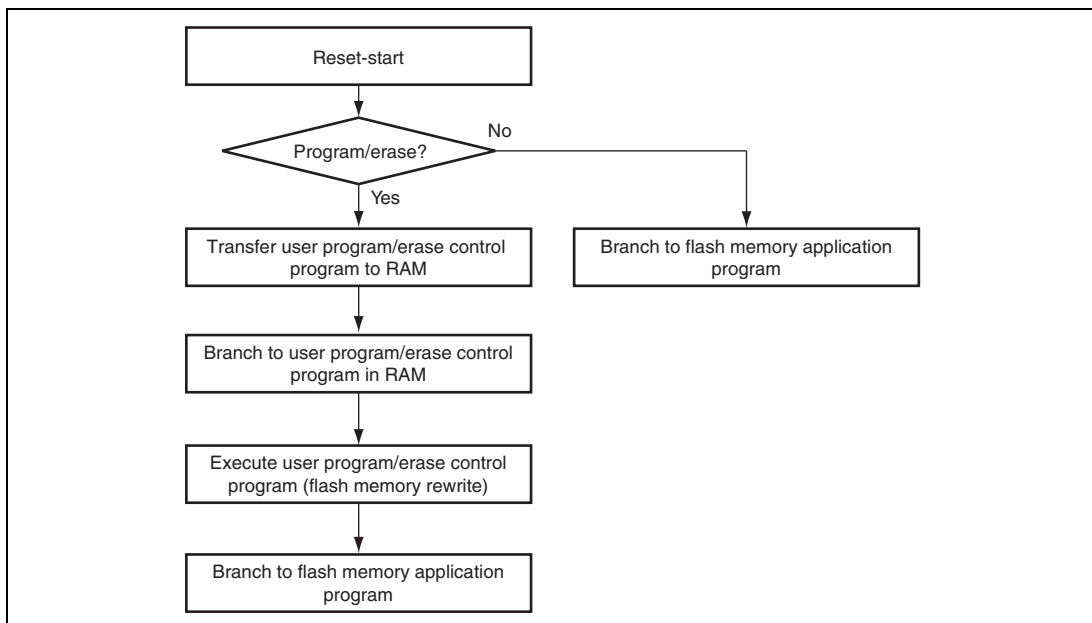 Reset-start
Program/erase?
No
Yes
Transfer user program/erase control
program to RAM
Branch to flash memory application
program
Branch to user program/erase control
program in RAM
Execute user program/erase control
program (flash memory rewrite)
Branch to flash memory application
program